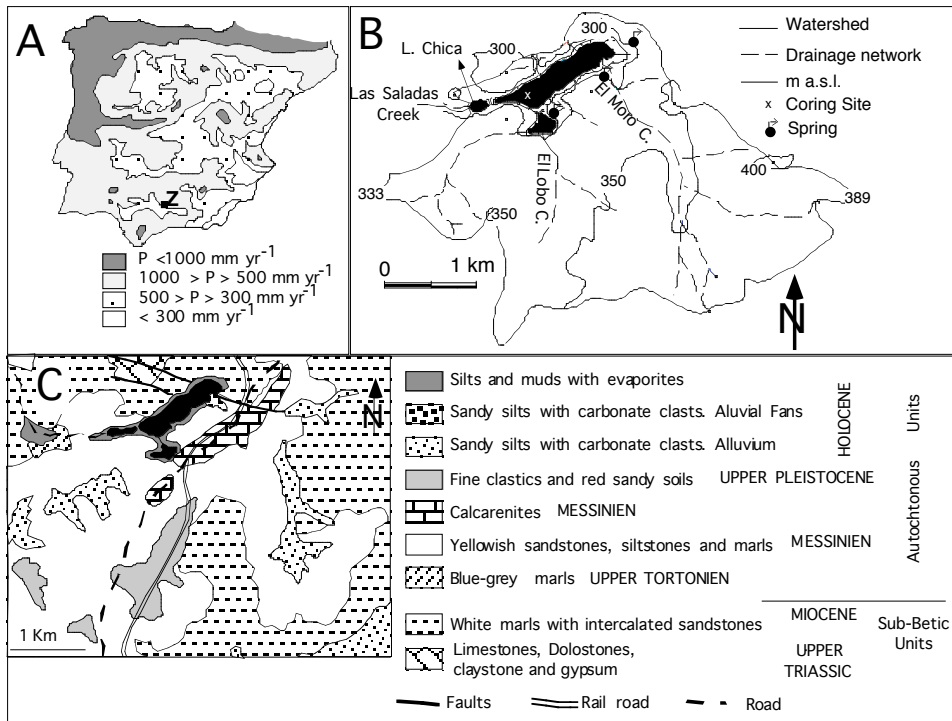 A
Z
P <1000 mm yr-1
1000 > P > 500 mm yr-1
500 > P > 300 mm yr-1
< 300 mm yr-1
B
L. Chica
300
300
Las Saladas
Creek
x
El Moro C.
El Lobo C.
333
350
350
400
389
0 1 km
N
Watershed
Drainage network
m a.s.l.
x Coring Site
Spring
C
N
1 Km
Silts and muds with evaporites
Sandy silts with carbonate clasts. Aluvial Fans
Sandy silts with carbonate clasts. Alluvium
HOLOCENE
Fine clastics and red sandy soils UPPER PLEISTOCENE
Calcarenites MESSINIEN
Yellowish sandstones, siltstones and marls MESSINIEN
Blue-grey marls UPPER TORTONIEN
Autochtonous
Units
White marls with intercalated sandstones MIOCENE
Limestones, Dolostones,
claystone and gypsum
UPPER
TRIASSIC
Sub-Betic
Units
Faults
Rail road
Road